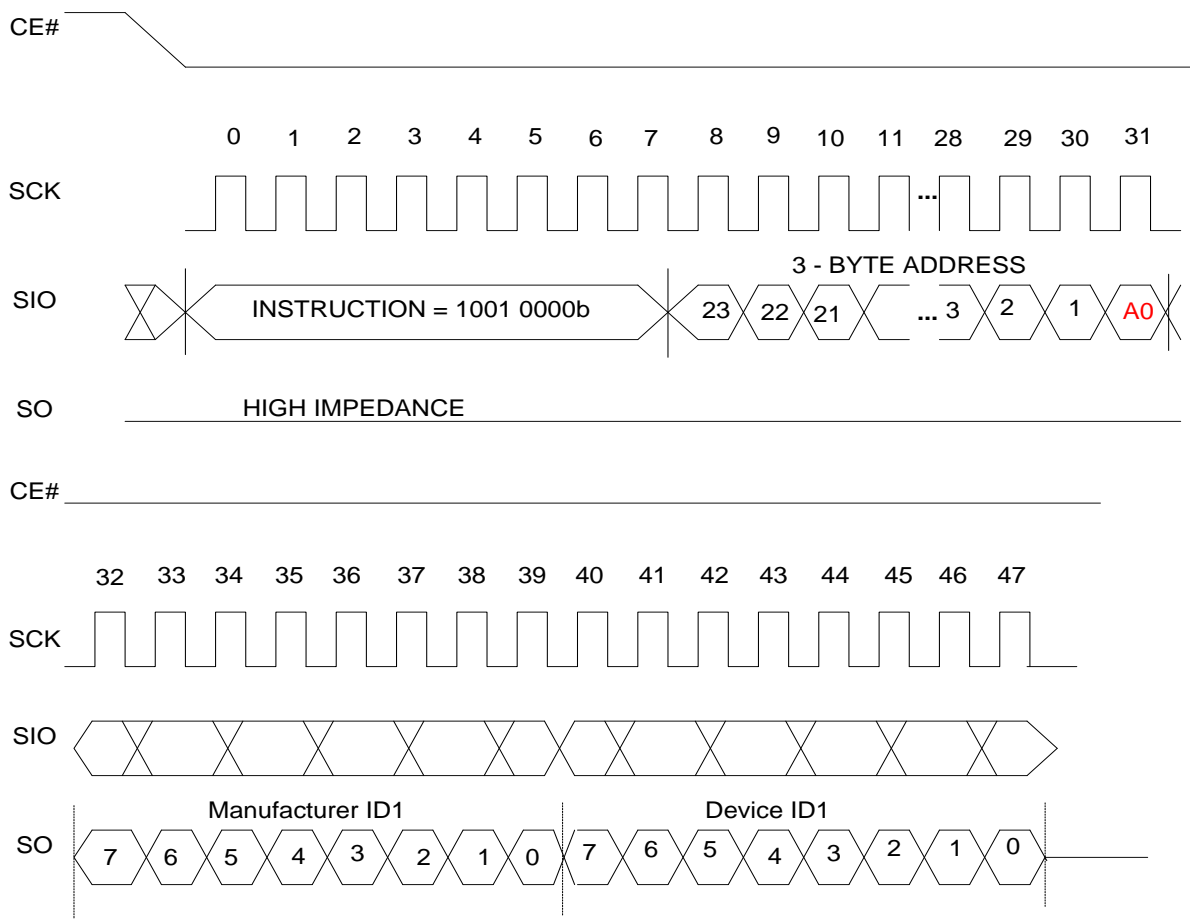 CE#
0 1 2 3 4 5 6 7 8 9 10 11 28 29 30 31
SCK ...
3 - BYTE ADDRESS
SIO INSTRUCTION = 1001 0000b 23 22 21 ... 3 2 1 A0
SO HIGH IMPEDANCE
CE#
32 33 34 35 36 37 38 39 40 41 42 43 44 45 46 47
SCK
SIO
Manufacturer ID1 Device ID1
SO 7 6 5 4 3 2 1 0 7 6 5 4 3 2 1 0